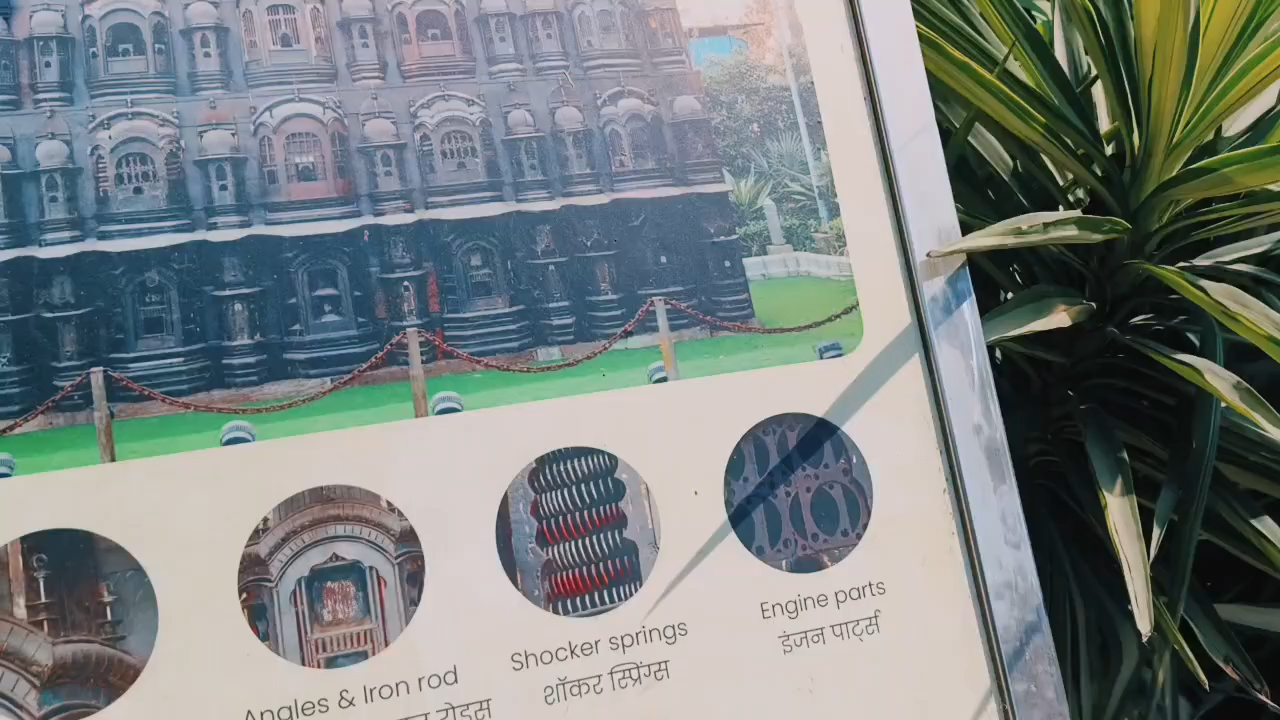 Angles & Iron rod
रोड्स
Shocker springs
शॉकर स्प्रिंग्स
Engine parts
इंजन पार्ट्स